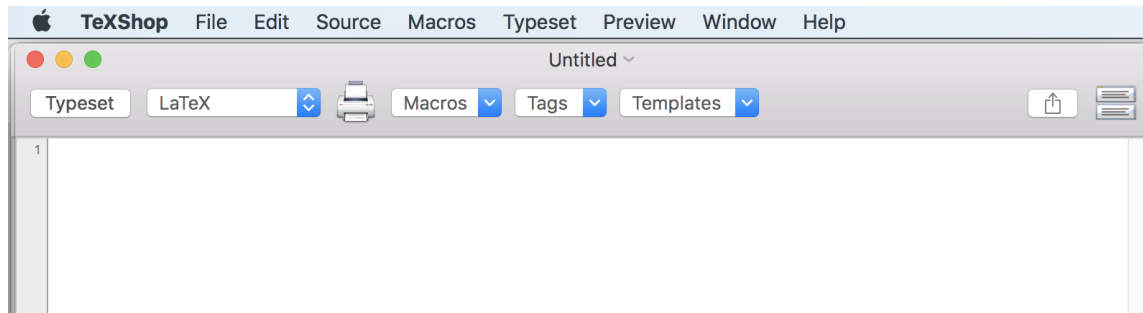 TeXShop File Edit Source Macros Typeset Preview Window Help
Untitled
Typeset LaTeX Macros Tags Templates
1